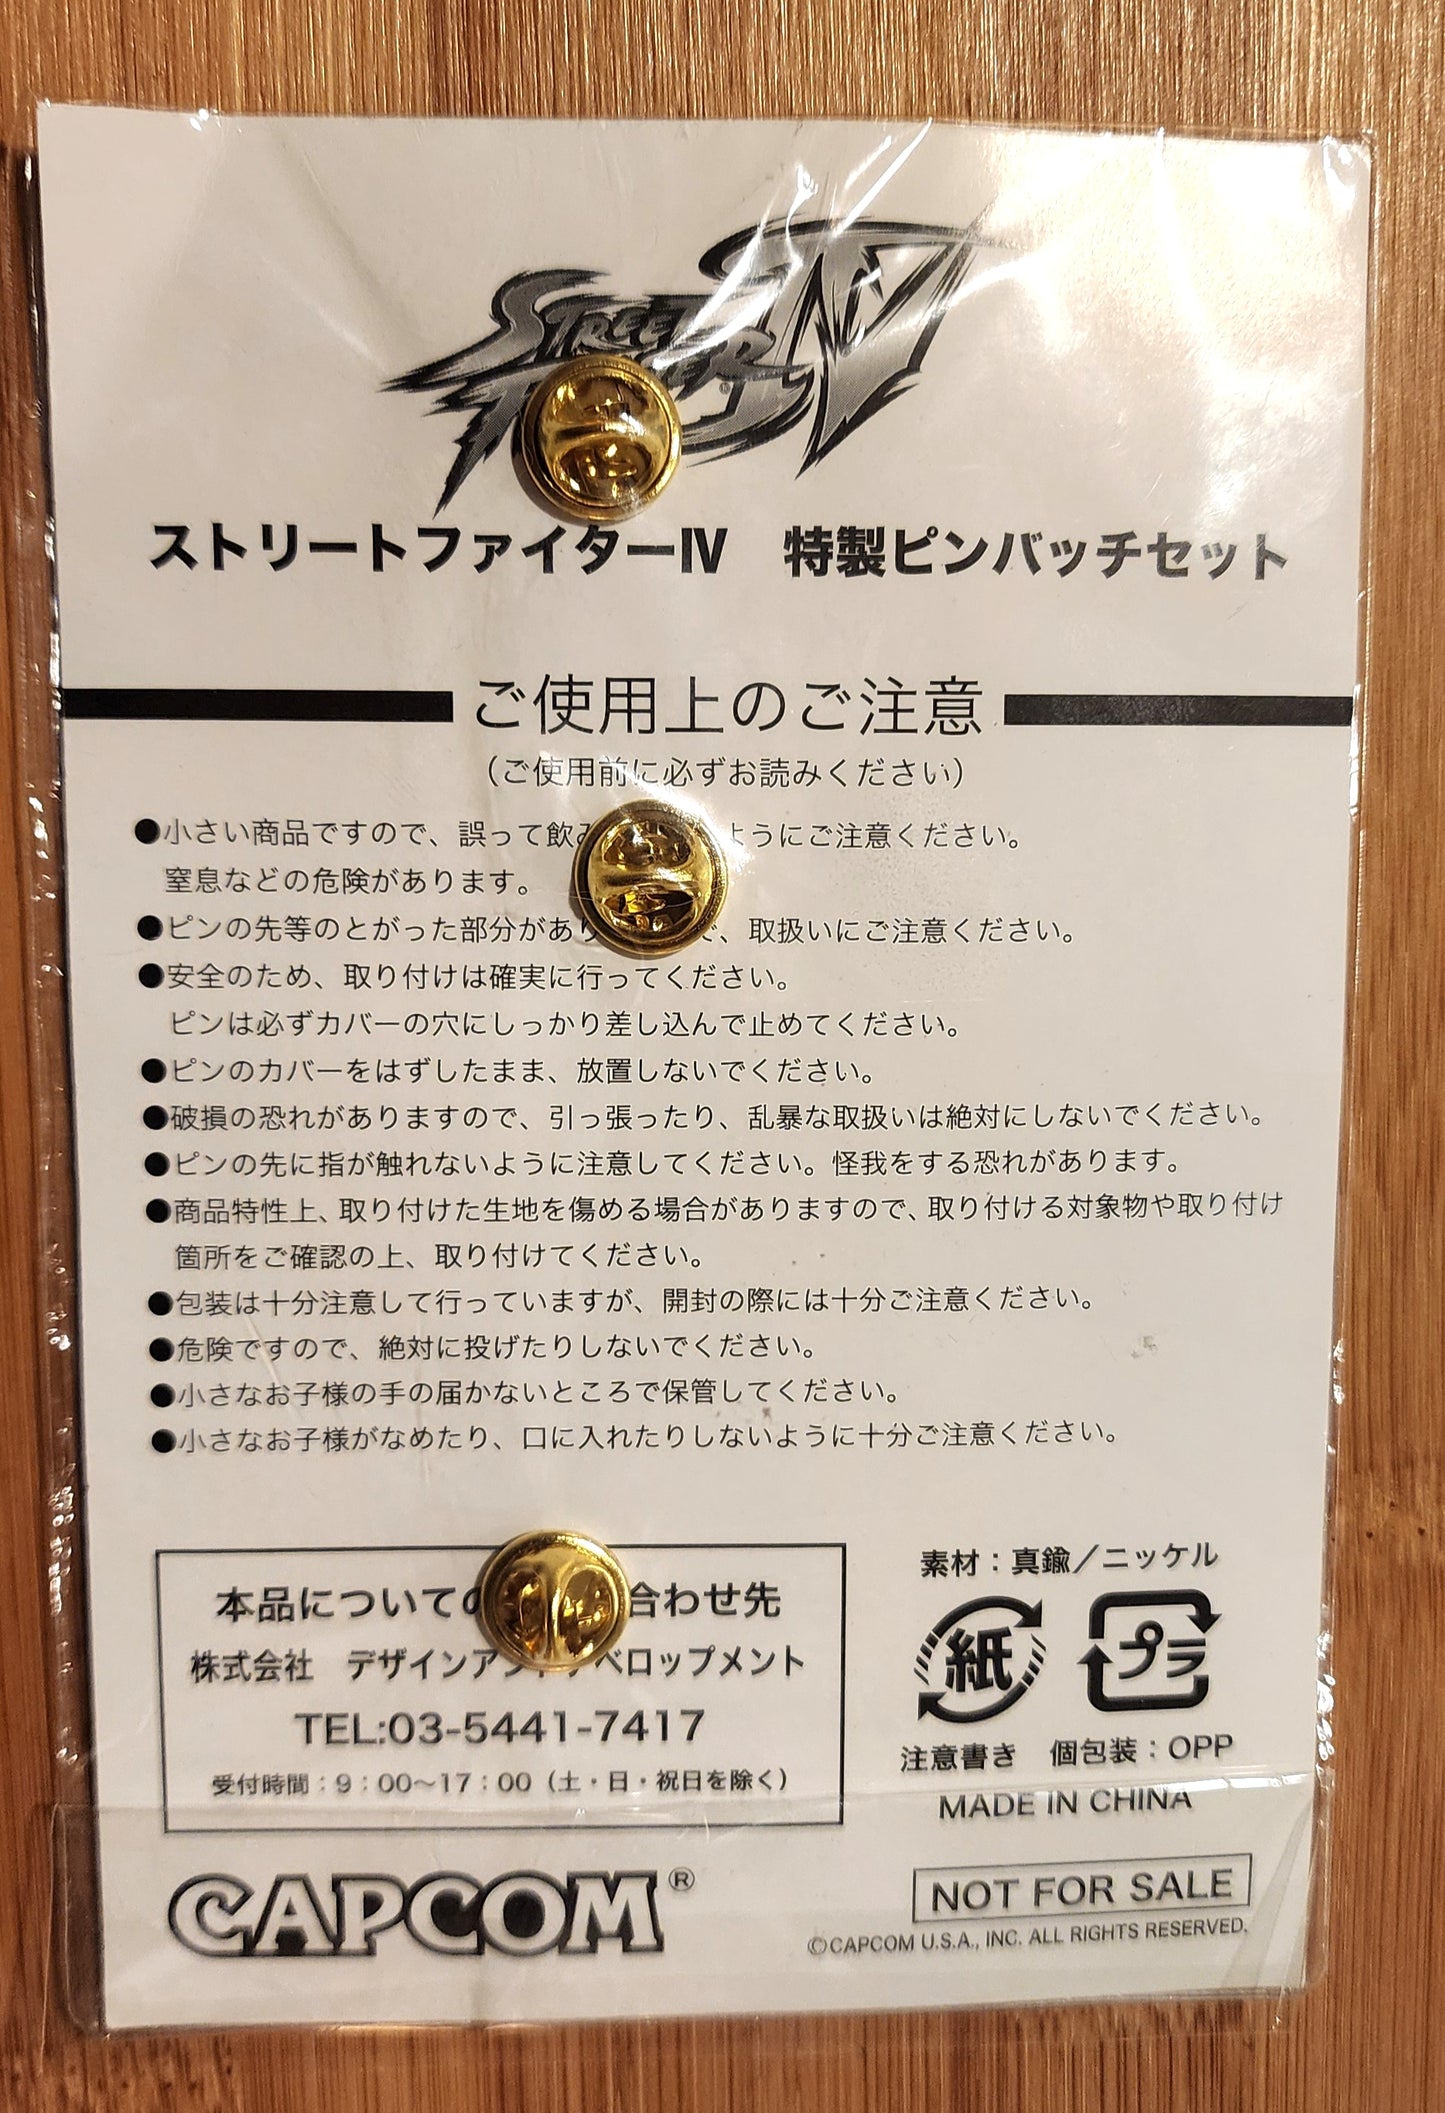 STREET IV
ストリートファイターIV 特製ピンバッチセット
ご使用上のご注意
（ご使用前に必ずお読みください）
●小さい商品ですので、誤って飲 ようにご注意ください。
窒息などの危険があります。
●ピンの先等のとがった部分があり 、取扱いにご注意ください。
●安全のため、取り付けは確実に行ってください。
ピンは必ずカバーの穴にしっかり差し込んで止めてください。
●ピンのカバーをはずしたまま、放置しないでください。
●破損の恐れがありますので、引っ張ったり、乱暴な取扱いは絶対にしないでください。
●ピンの先に指が触れないように注意してください。怪我をする恐れがあります。
●商品特性上、取り付けた生地を傷める場合がありますので、取り付ける対象物や取り付け
箇所をご確認の上、取り付けてください。
●包装は十分注意して行っていますが、開封の際には十分ご注意ください。
●危険ですので、絶対に投げたりしないでください。
●小さなお子様の手の届かないところで保管してください。
●小さなお子様がなめたり、口に入れたりしないように十分ご注意ください。
本品についての 合わせ先
株式会社 デザインア ベロップメント
TEL:03-5441-7417
受付時間：9：00〜17：00（土・日・祝日を除く）
素材：真鍮／ニッケル
紙 プラ
注意書き 個包装：OPP
MADE IN CHINA
CAPCOM®
NOT FOR SALE
©CAPCOM U.S.A., INC. ALL RIGHTS RESERVED.